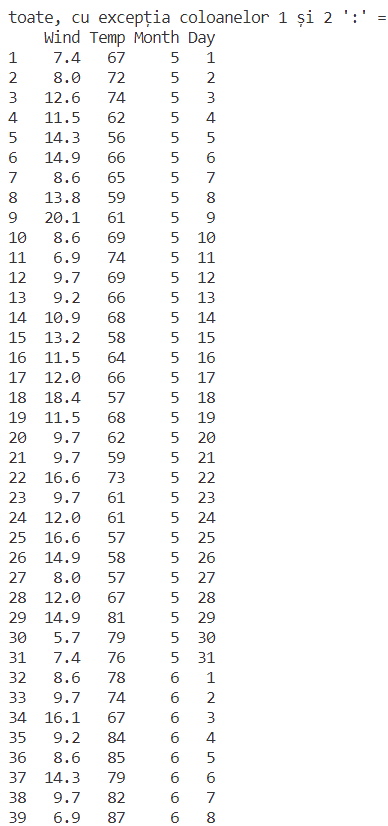 toate, cu excepția coloanelor 1 și 2 ':' =
Wind Temp Month Day
1 7.4 67 5 1
2 8.0 72 5 2
3 12.6 74 5 3
4 11.5 62 5 4
5 14.3 56 5 5
6 14.9 66 5 6
7 8.6 65 5 7
8 13.8 59 5 8
9 20.1 61 5 9
10 8.6 69 5 10
11 6.9 74 5 11
12 9.7 69 5 12
13 9.2 66 5 13
14 10.9 68 5 14
15 13.2 58 5 15
16 11.5 64 5 16
17 12.0 66 5 17
18 18.4 57 5 18
19 11.5 68 5 19
20 9.7 62 5 20
21 9.7 59 5 21
22 16.6 73 5 22
23 9.7 61 5 23
24 12.0 61 5 24
25 16.6 57 5 25
26 14.9 58 5 26
27 8.0 57 5 27
28 12.0 67 5 28
29 14.9 81 5 29
30 5.7 79 5 30
31 7.4 76 5 31
32 8.6 78 6 1
33 9.7 74 6 2
34 16.1 67 6 3
35 9.2 84 6 4
36 8.6 85 6 5
37 14.3 79 6 6
38 9.7 82 6 7
39 6.9 87 6 8